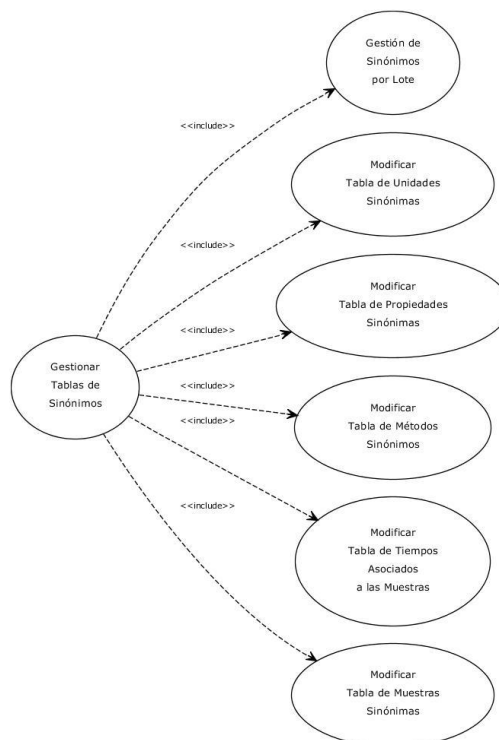 Gestión de
Sinónimos
por Lote
<<include>>
Modificar
Tabla de Unidades
Sinónimas
<<include>>
Modificar
Tabla de Propiedades
Sinónimas
<<include>>
Gestionar
Tablas de
Sinónimos
<<include>>
Modificar
Tabla de Métodos
Sinónimos
<<include>>
Modificar
Tabla de Tiempos
Asociados
a las Muestras
<<include>>
Modificar
Tabla de Muestras
Sinónimas